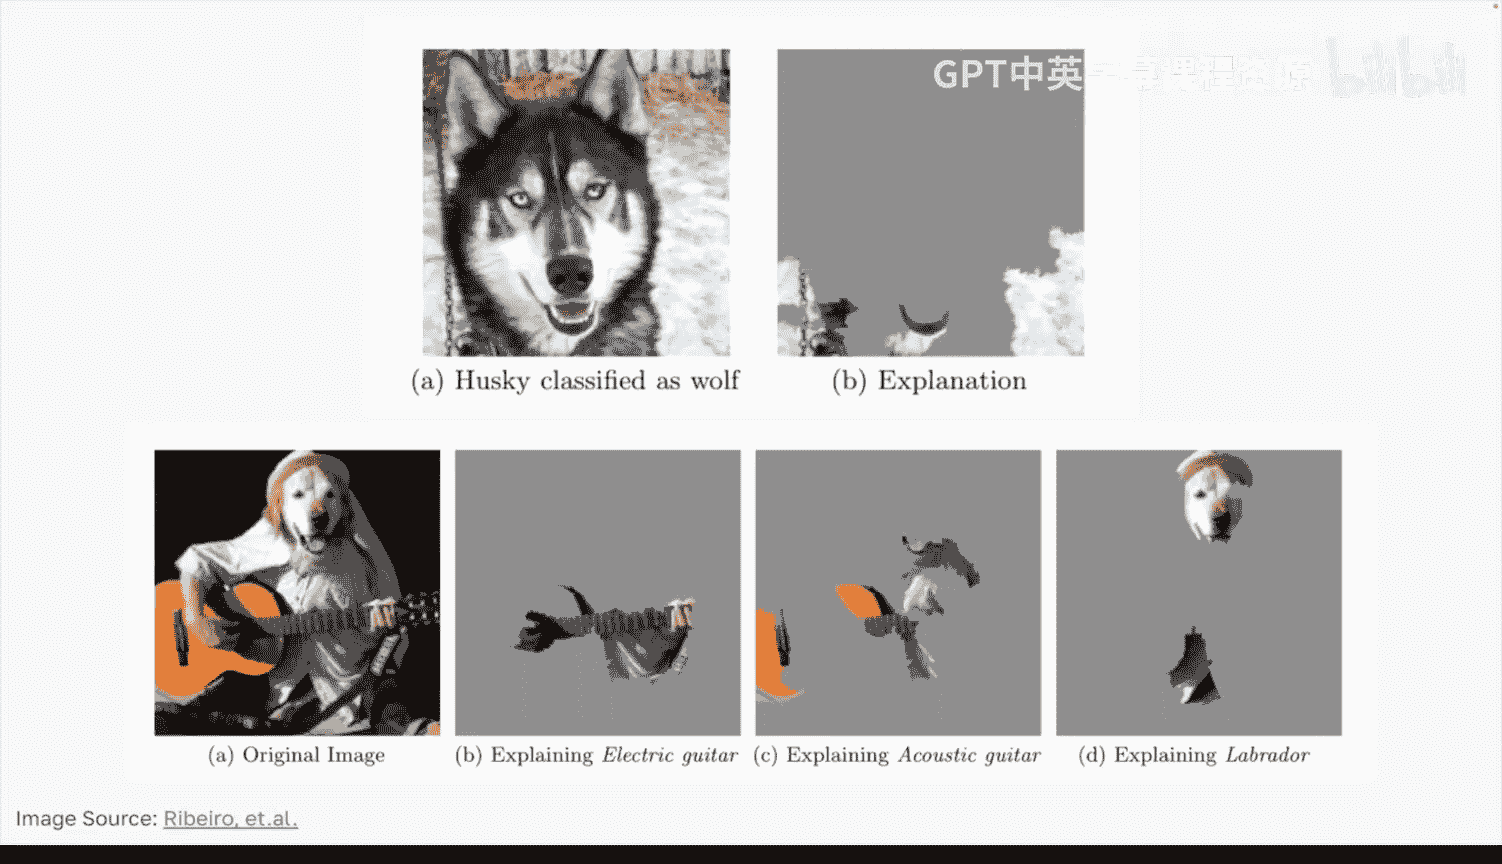 GPT中英
(a) Husky classified as wolf
(b) Explanation
(a) Original Image
(b) Explaining Electric guitar
(c) Explaining Acoustic guitar
(d) Explaining Labrador
Image Source: Ribeiro, et.al.